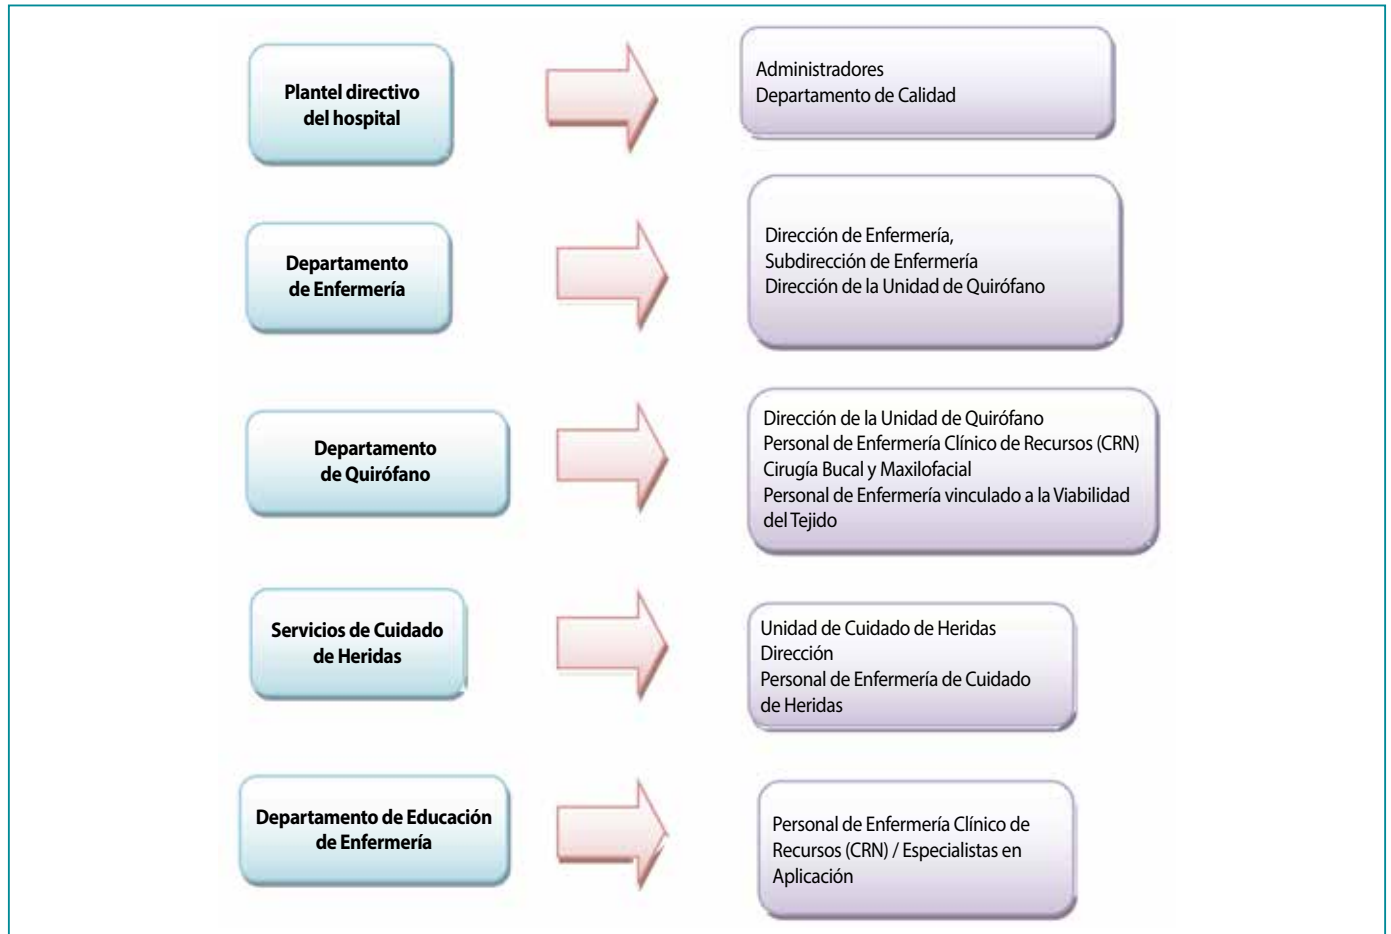 Plantel directivo
del hospital
Administradores
Departamento de Calidad
Departamento
de Enfermería
Dirección de Enfermería,
Subdirección de Enfermería
Dirección de la Unidad de Quirófano
Departamento
de Quirófano
Dirección de la Unidad de Quirófano
Personal de Enfermería Clínico de Recursos (CRN)
Cirugía Bucal y Maxilofacial
Personal de Enfermería vinculado a la Viabilidad
del Tejido
Servicios de Cuidado
de Heridas
Unidad de Cuidado de Heridas
Dirección
Personal de Enfermería de Cuidado
de Heridas
Departamento de Educación
de Enfermería
Personal de Enfermería Clínico de
Recursos (CRN) / Especialistas en
Aplicación